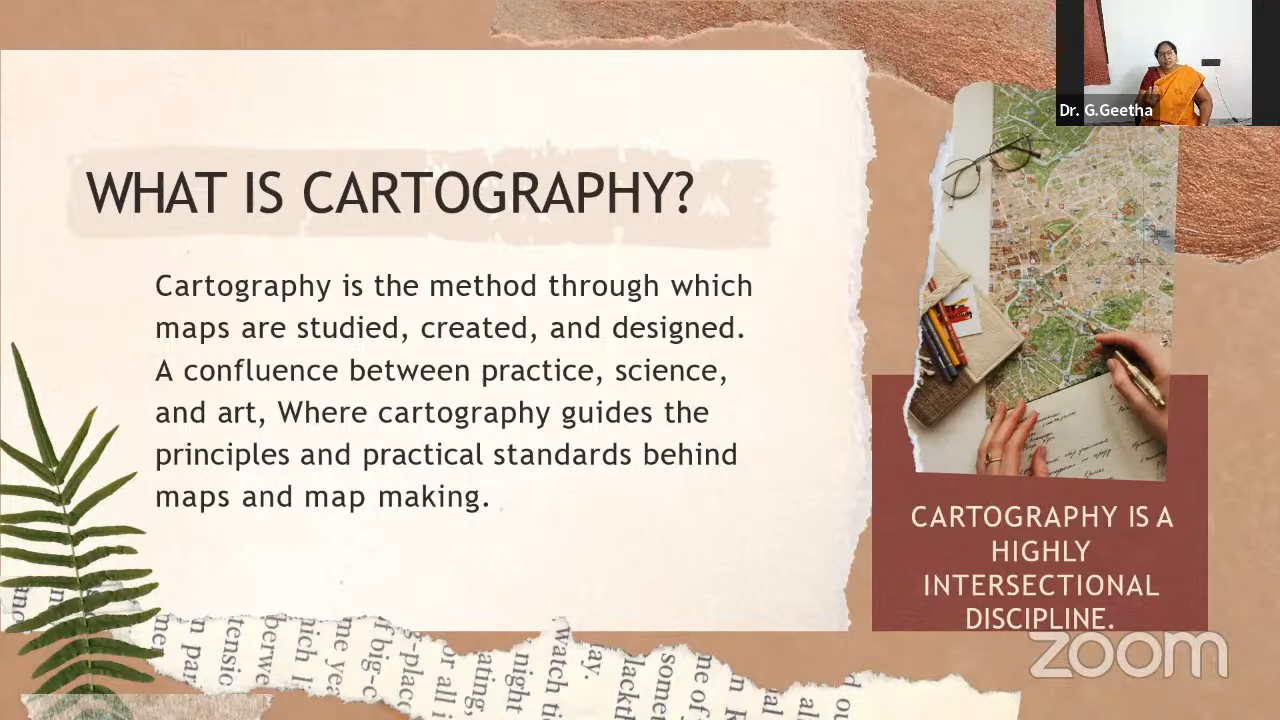 Dr. G.Geetha
WHAT IS CARTOGRAPHY?
Cartography is the method through which
maps are studied, created, and designed.
A confluence between practice, science,
and art, Where cartography guides the
principles and practical standards behind
maps and map making.
CARTOGRAPHY IS A
HIGHLY
INTERSECTIONAL
DISCIPLINE.
zoom